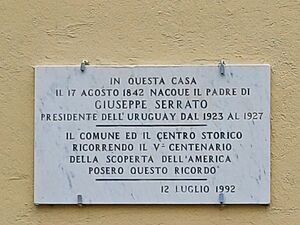 IN QUESTA CASA
IL 17 AGOSTO 1842 NACQUE IL PADRE DI
GIUSEPPE SERRATO
PRESIDENTE DELL'URUGUAY DAL 1923 AL 1927
IL COMUNE ED IL CENTRO STORICO
RICORRENDO IL V° CENTENARIO
DELLA SCOPERTA DELL'AMERICA
POSERO QUESTO RICORDO
12 LUGLIO 1992